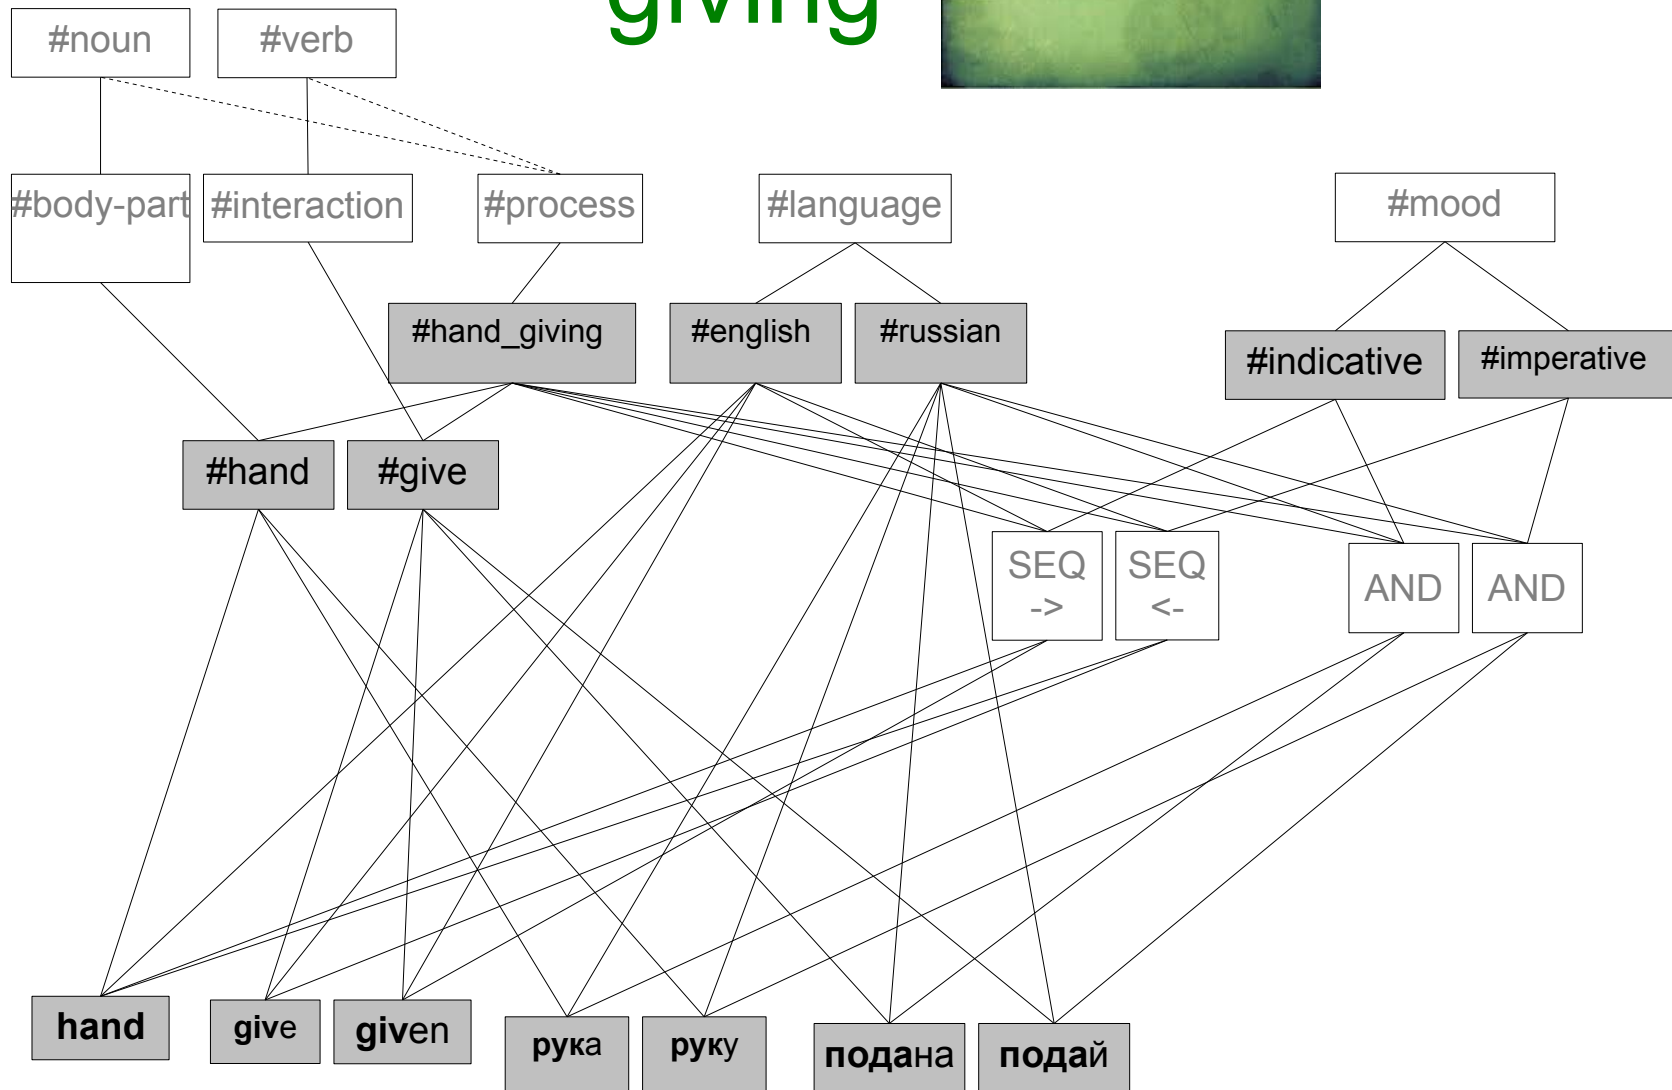 giving
#noun
#verb
#body-part
#interaction
#process
#language
#mood
#hand_giving
#english
#russian
#indicative
#imperative
#hand
#give
SEQ
->
SEQ
<-
AND
AND
hand
give
given
рука
руку
подана
подай